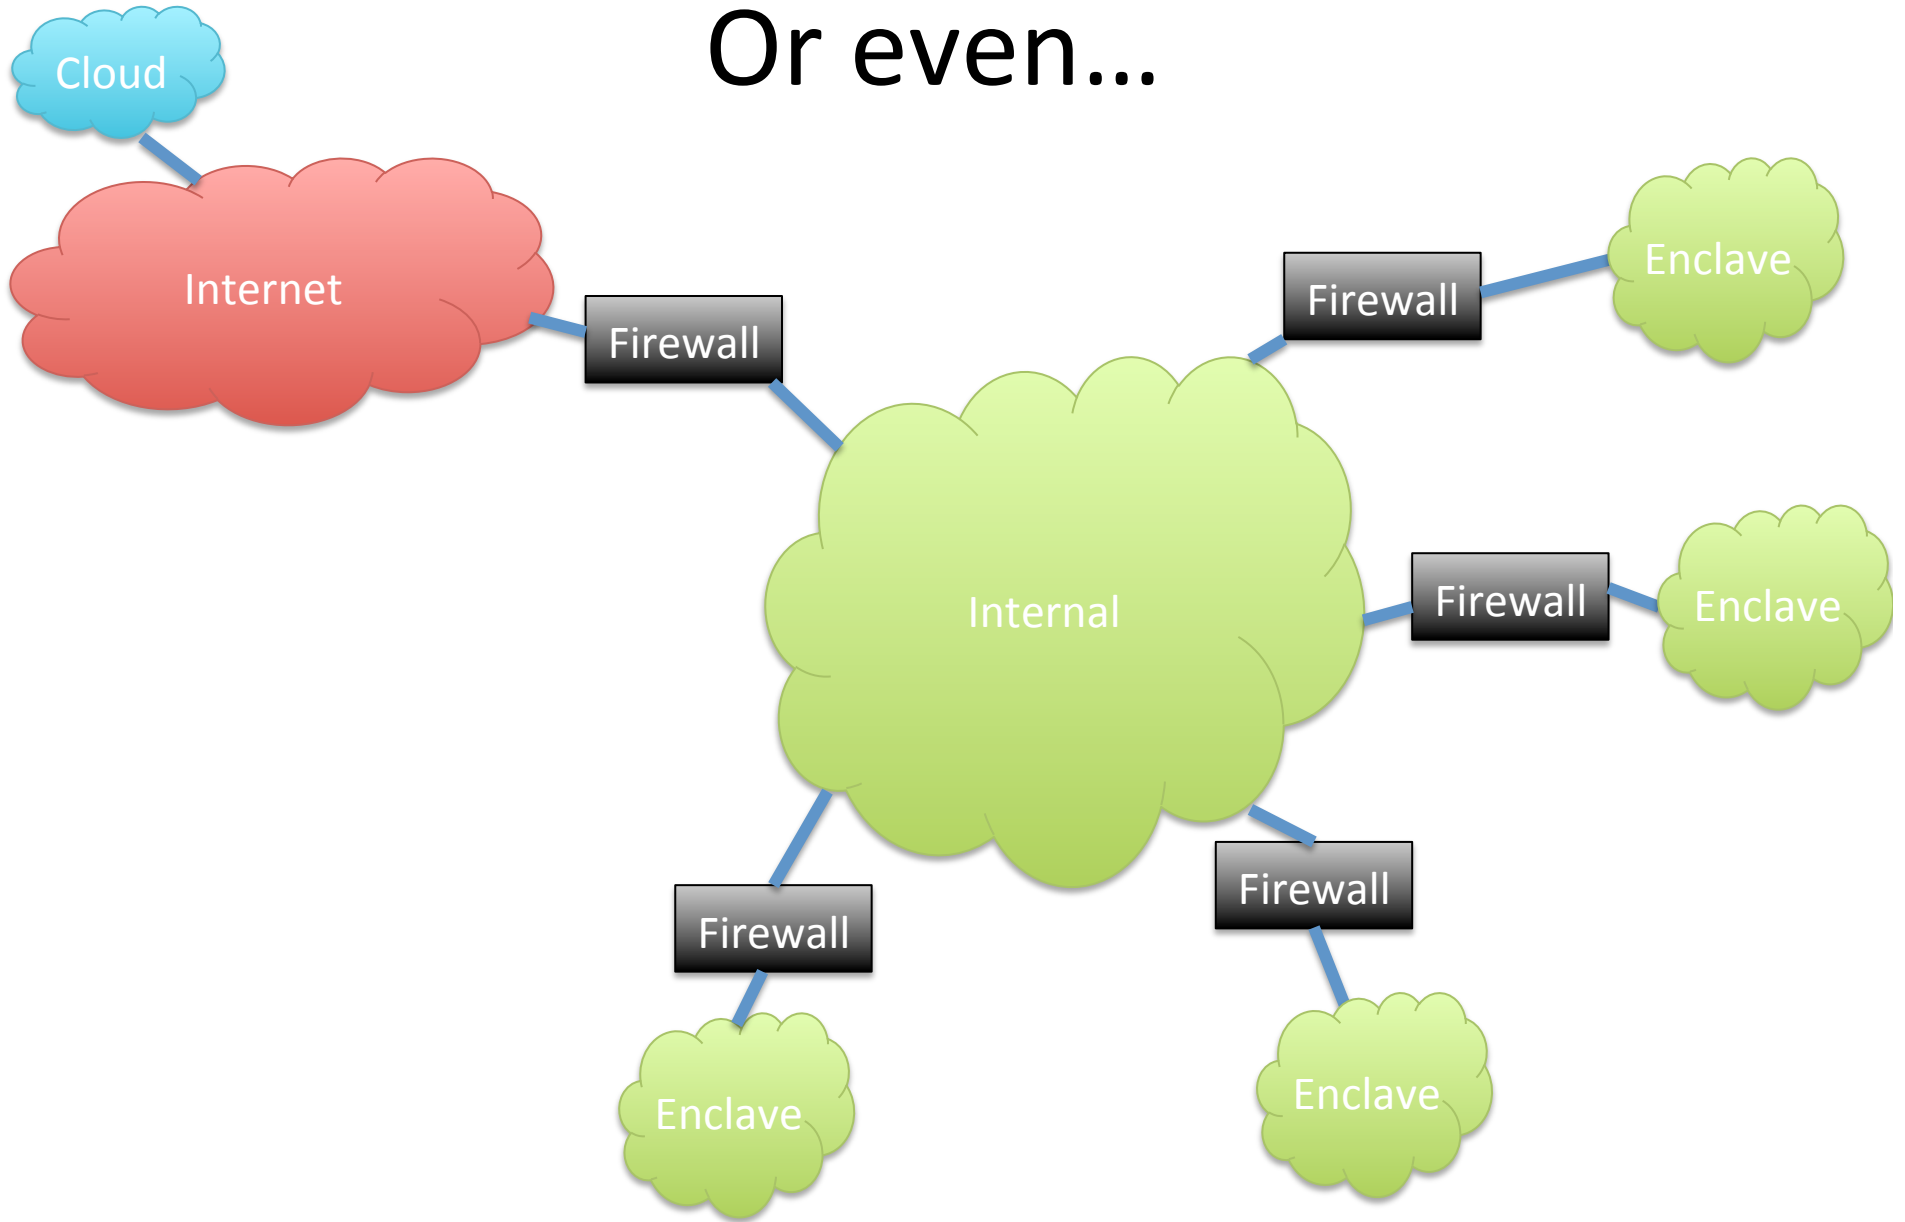 Or even...
Cloud
Internet
Firewall
Firewall
Enclave
Internal
Firewall
Enclave
Firewall
Enclave
Firewall
Enclave